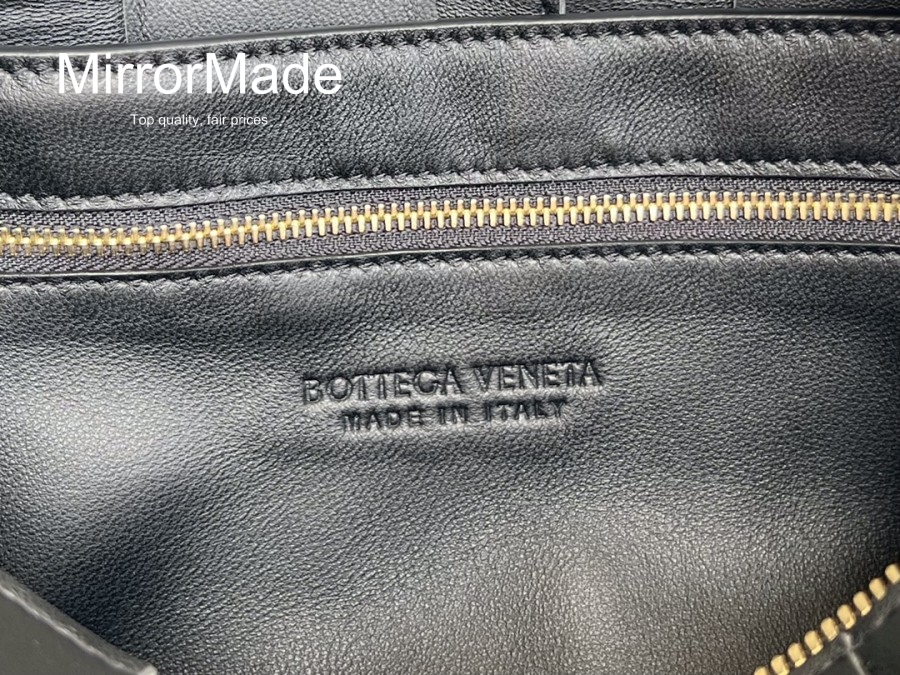 MirrorMade
Top quality, fair prices
BOTTEGA VENETA
MADE IN ITALY